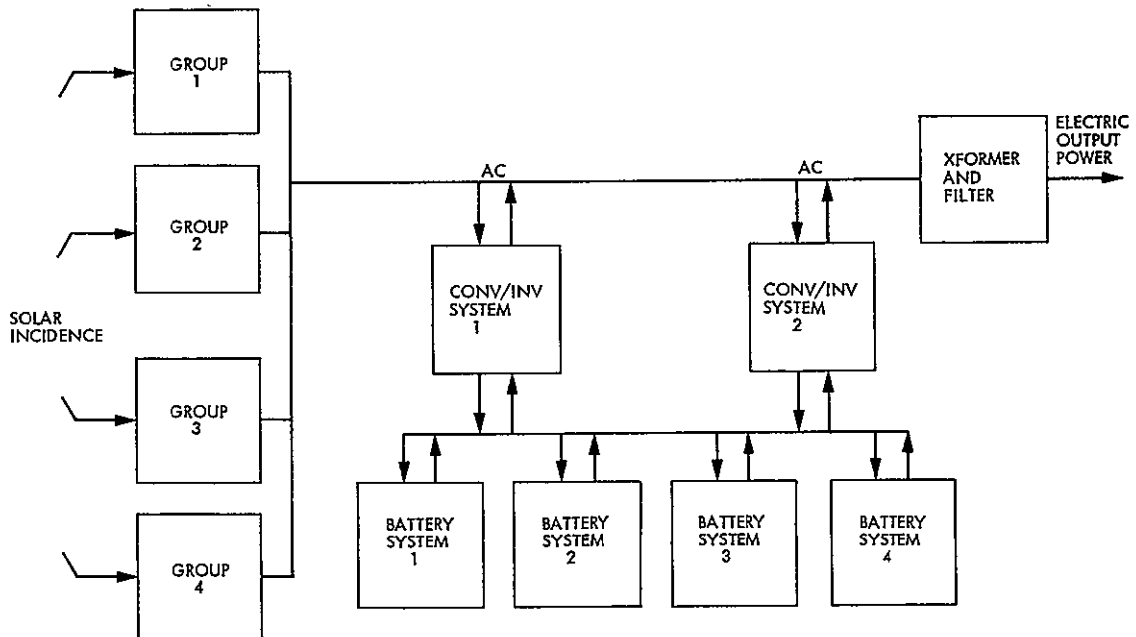 GROUP
1
GROUP
2
SOLAR
INCIDENCE
GROUP
3
GROUP
4
AC
AC
XFORMER
AND
FILTER
ELECTRIC
OUTPUT
POWER
CONV/INV
SYSTEM
1
CONV/INV
SYSTEM
2
BATTERY
SYSTEM
1
BATTERY
SYSTEM
2
BATTERY
SYSTEM
3
BATTERY
SYSTEM
4